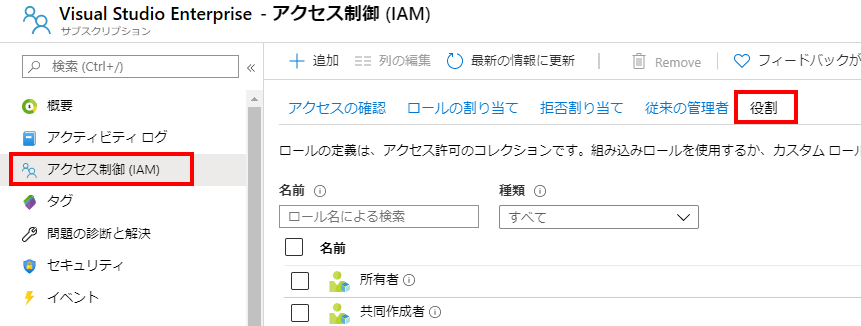 Visual Studio Enterprise - アクセス制御 (IAM)
サブスクリプション
検索 (Ctrl+/)
概要
アクティビティ ログ
アクセス制御 (IAM)
タグ
問題の診断と解決
セキュリティ
イベント
追加 列の編集 最新の情報に更新 Remove フィードバックが
アクセスの確認 ロールの割り当て 拒否割り当て 従来の管理者 役割
ロールの定義は、アクセス許可のコレクションです。組み込みロールを使用するか、カスタム ロール
名前 種類
ロール名による検索 すべて
名前
所有者
共同作成者